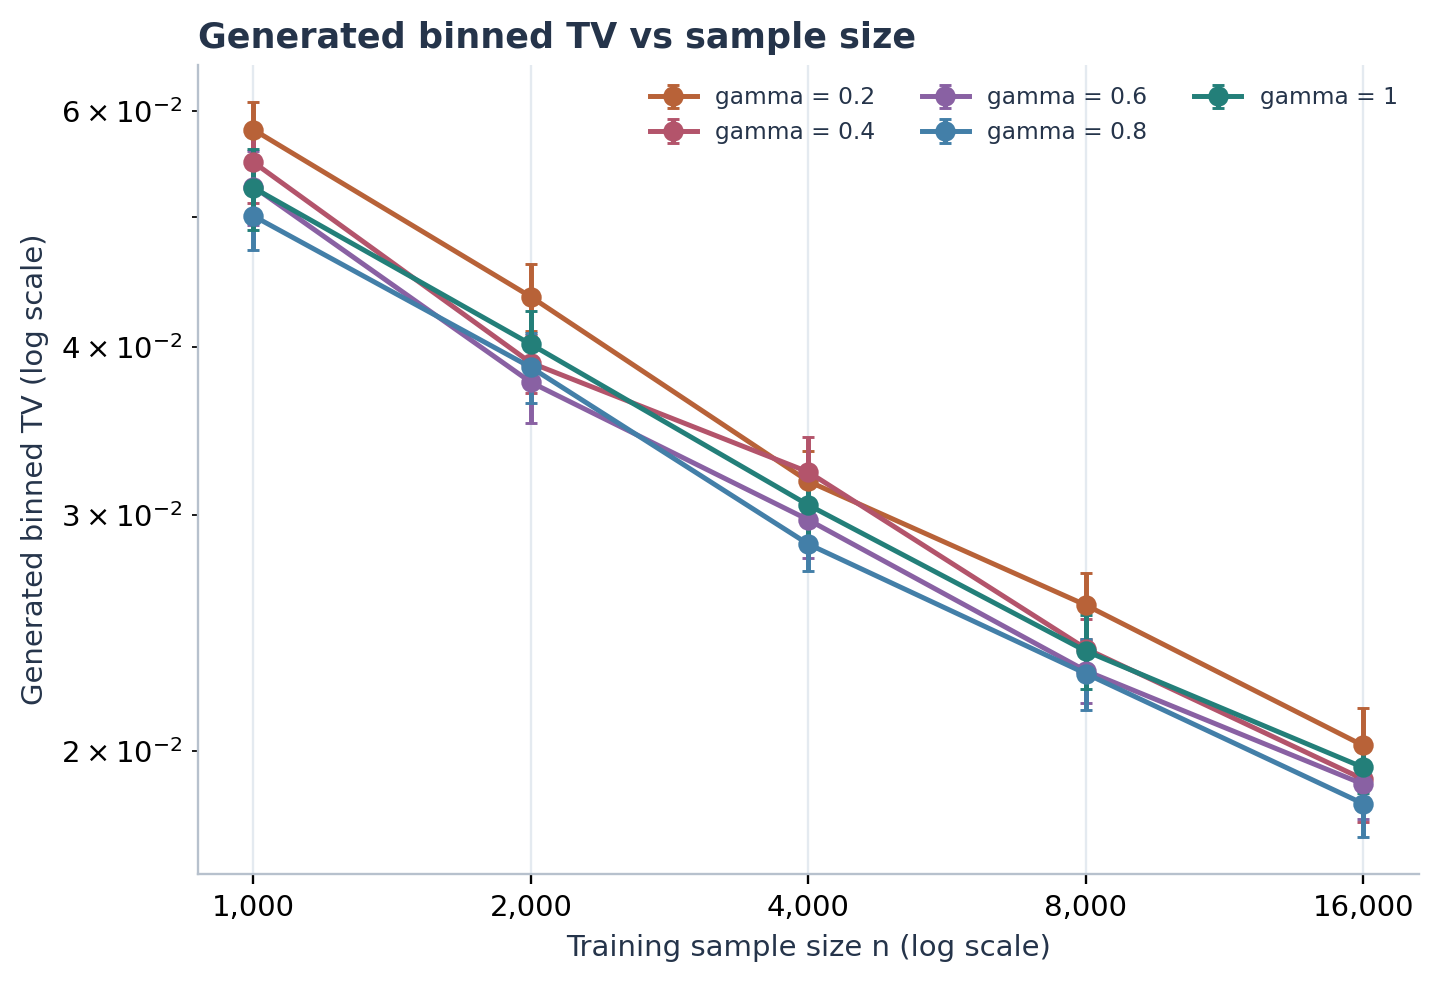 Generated binned TV vs sample size
gamma = 0.2
gamma = 0.4
gamma = 0.6
gamma = 0.8
gamma = 1
Generated binned TV (log scale)
6 × 10⁻²
4 × 10⁻²
3 × 10⁻²
2 × 10⁻²
1,000
2,000
4,000
8,000
16,000
Training sample size n (log scale)